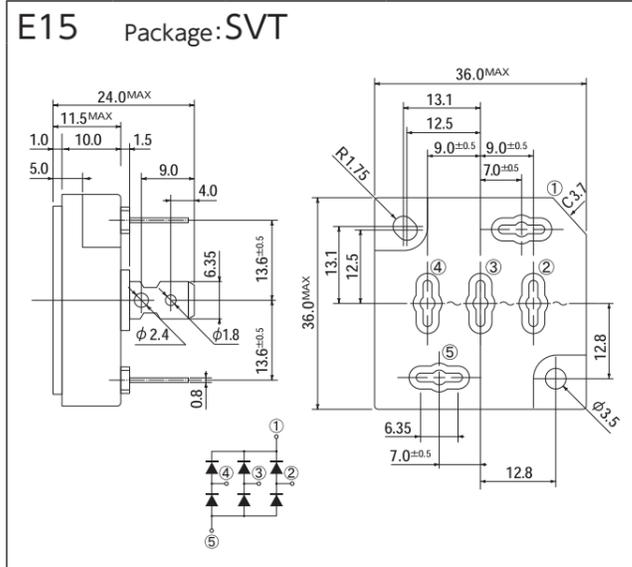 E15 Package:SVT
24.0MAX
11.5MAX
1.0 10.0 1.5
5.0 9.0
4.0
13.6±0.5
6.35
φ2.4 φ1.8
13.6±0.5
0.8
36.0MAX
13.1
12.5
9.0±0.5 9.0±0.5
7.0±0.5
R1.75
① C3.7
13.1
12.5
36.0MAX
④ ③ ②
⑤
12.8
φ3.5
6.35
7.0±0.5
12.8
①
④ ③ ②
⑤